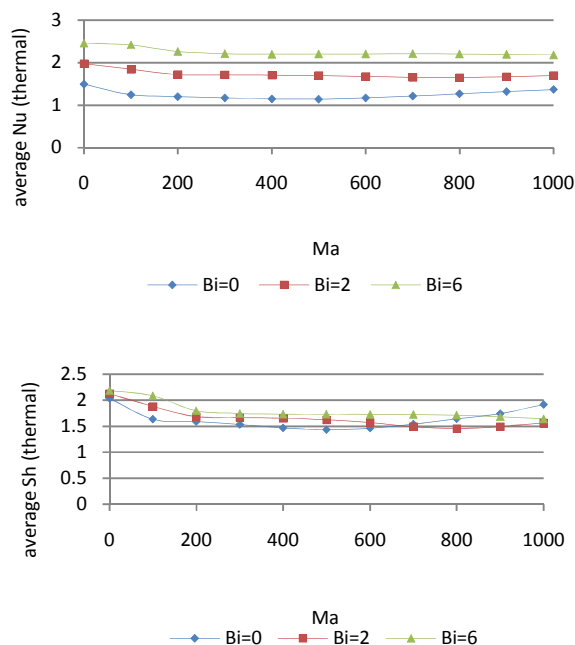 average Nu (thermal)
3
2
1
0
0 200 400 600 800 1000
Ma
Bi=0 Bi=2 Bi=6
average Sh (thermal)
2.5
2
1.5
1
0.5
0
0 200 400 600 800 1000
Ma
Bi=0 Bi=2 Bi=6